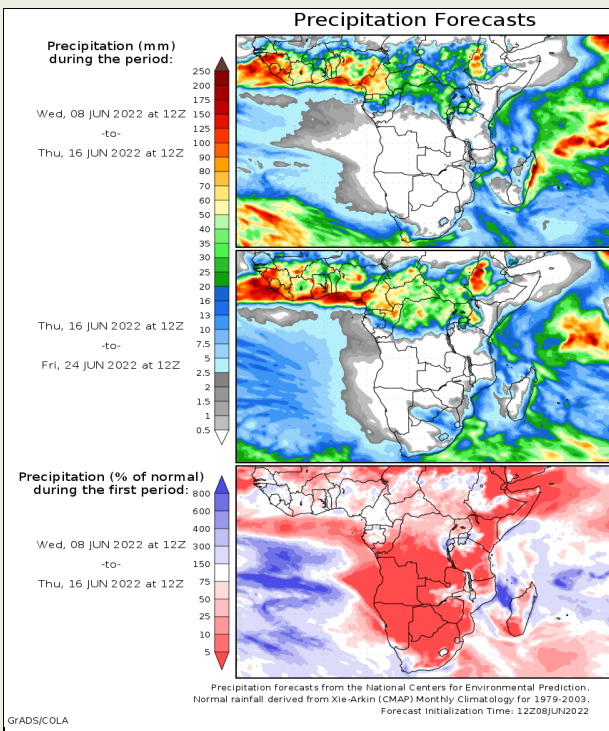 Precipitation Forecasts
Precipitation (mm)
during the period:
Wed, 08 JUN 2022 at 12Z
-to-
Thu, 16 JUN 2022 at 12Z
250
200
175
150
125
100
90
80
70
60
50
40
35
30
25
20
16
13
10
7.5
5
2.5
2
1.5
1
0.5
Thu, 16 JUN 2022 at 12Z
-to-
Fri, 24 JUN 2022 at 12Z
Precipitation (% of normal)
during the first period:
Wed, 08 JUN 2022 at 12Z
-to-
Thu, 16 JUN 2022 at 12Z
800
600
400
300
150
75
50
25
10
5
Precipitation forecasts from the National Centers for Environmental Prediction.
Normal rainfall derived from Xie-Arkin (CMAP) Monthly Climatology for 1979-2003.
Forecast Initialization Time: 12Z08JUN2022
GrADS/COLA